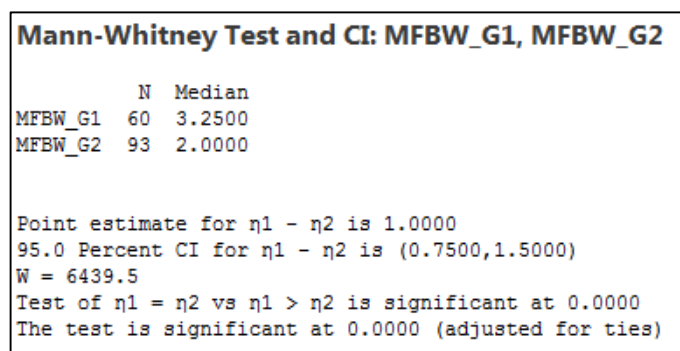 Mann-Whitney Test and CI: MFBW_G1, MFBW_G2
N Median
MFBW_G1 60 3.2500
MFBW_G2 93 2.0000
Point estimate for η1 - η2 is 1.0000
95.0 Percent CI for η1 - η2 is (0.7500,1.5000)
W = 6439.5
Test of η1 = η2 vs η1 > η2 is significant at 0.0000
The test is significant at 0.0000 (adjusted for ties)